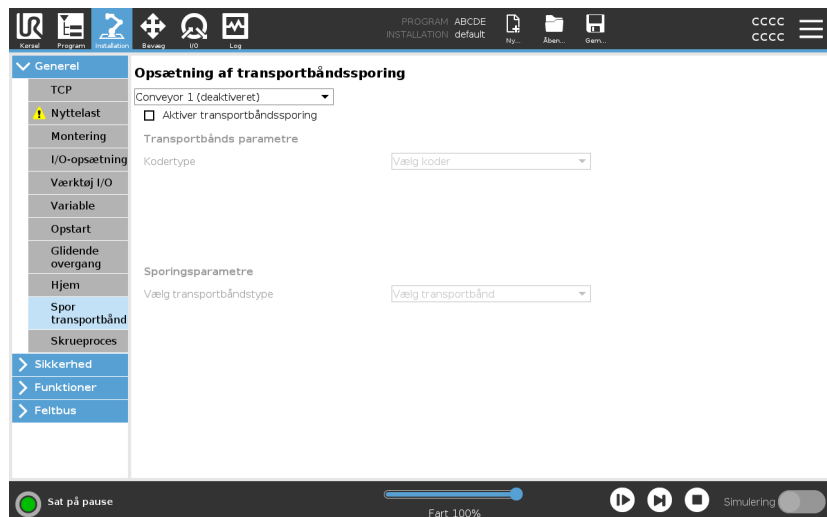 PROGRAM ABCDE
INSTALLATION default
cccc
cccc
Kørsel Program Installation Bevæg I/O Log Ny... Åben... Gem...
Generel
TCP
Nyttelast
Montering
I/O-opsætning
Værktøj I/O
Variable
Opstart
Glidende
overgang
Hjem
Spor
transportbånd
Skrueproces
Sikkerhed
Funktioner
Feltbus
Opsætning af transportbåndssporing
Conveyor 1 (deaktiveret)
Aktiver transportbåndssporing
Transportbånds parametre
Kodertype Vælg koder
Sporingsparametre
Vælg transportbåndstype Vælg transportbånd
Sat på pause
Fart 100%
Simulering